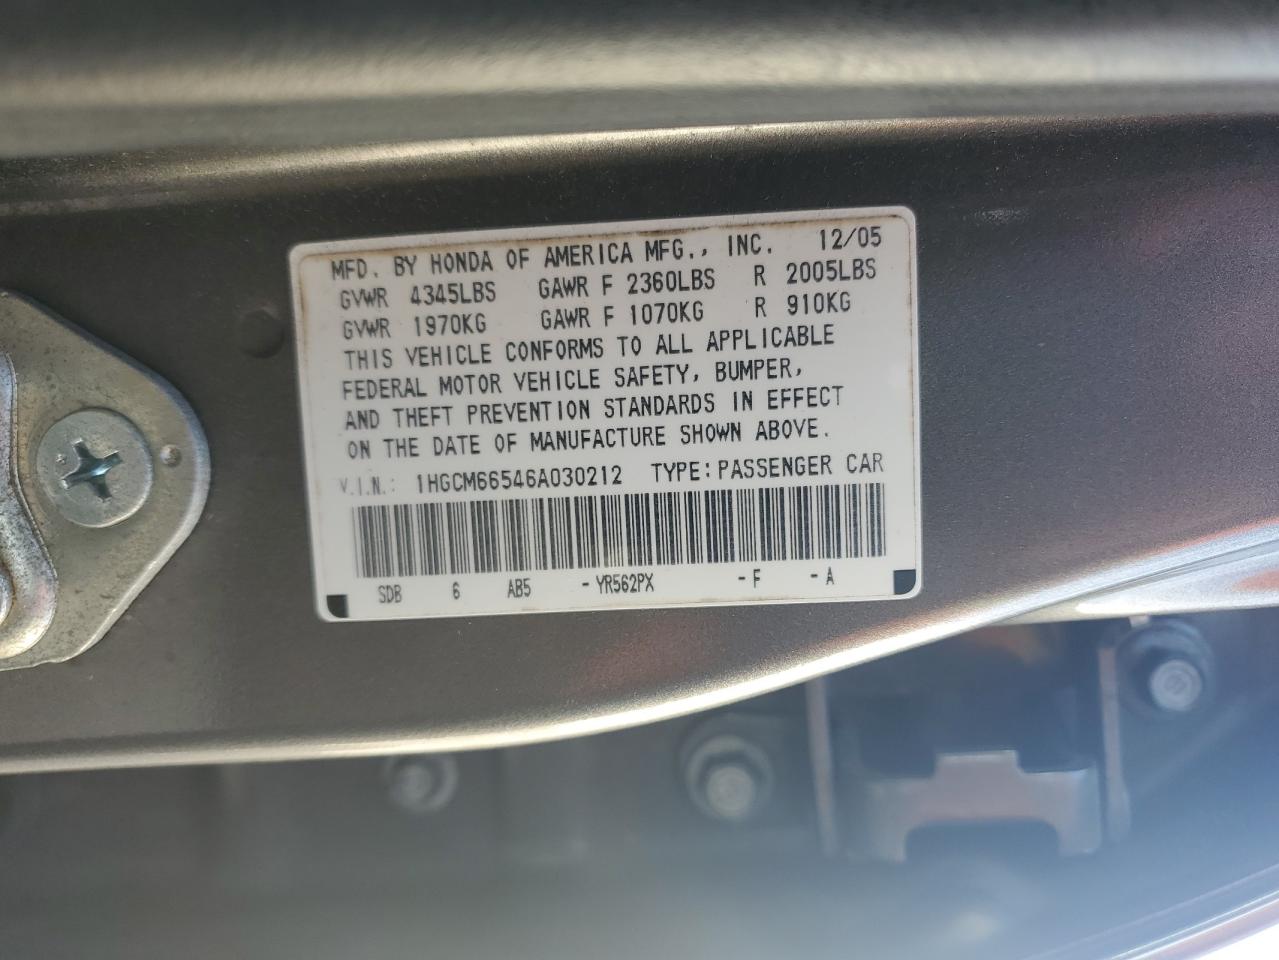 MFD. BY HONDA OF AMERICA MFG., INC. 12/05
GVWR 4345LBS GAWR F 2360LBS R 2005LBS
GVWR 1970KG GAWR F 1070KG R 910KG
THIS VEHICLE CONFORMS TO ALL APPLICABLE
FEDERAL MOTOR VEHICLE SAFETY, BUMPER,
AND THEFT PREVENTION STANDARDS IN EFFECT
ON THE DATE OF MANUFACTURE SHOWN ABOVE.
V.I.N.: 1HGCM66546A030212 TYPE: PASSENGER CAR
SDB 6 AB5 -YR562PX -F -A